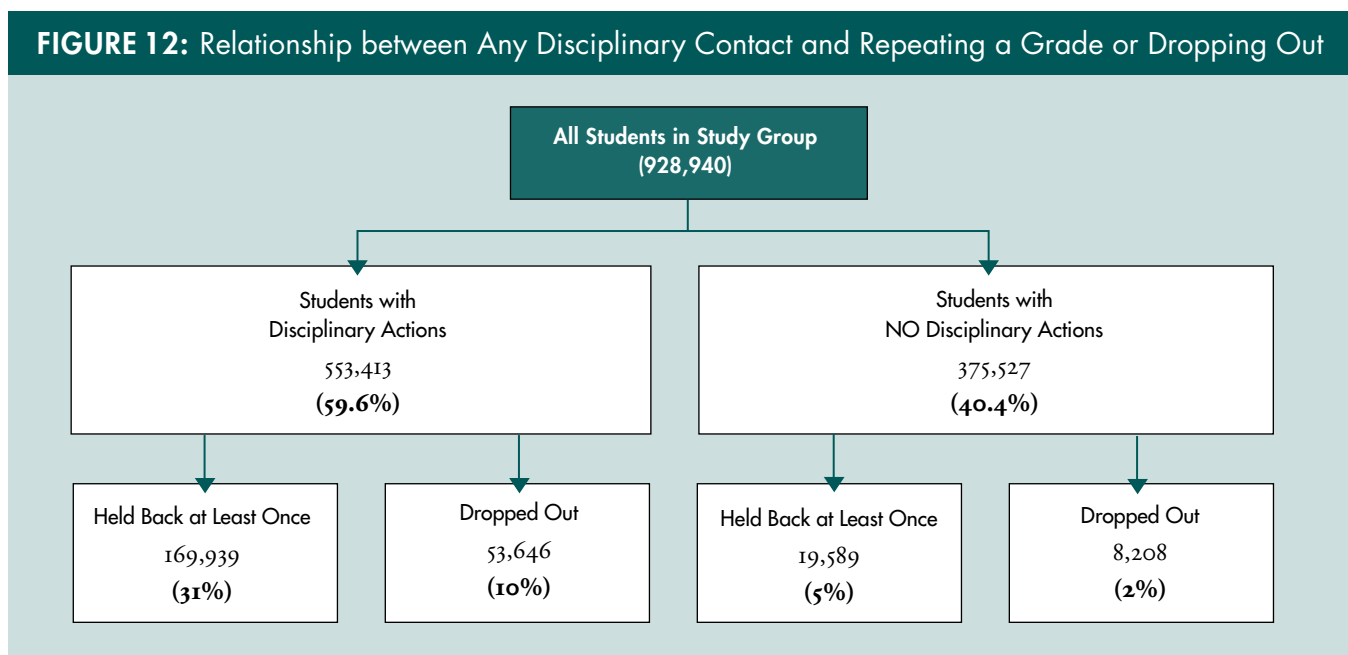 FIGURE 12: Relationship between Any Disciplinary Contact and Repeating a Grade or Dropping Out
All Students in Study Group
(928,940)
Students with
Disciplinary Actions
553,413
(59.6%)
Students with
NO Disciplinary Actions
375,527
(40.4%)
Held Back at Least Once
169,939
(31%)
Dropped Out
53,646
(10%)
Held Back at Least Once
19,589
(5%)
Dropped Out
8,208
(2%)